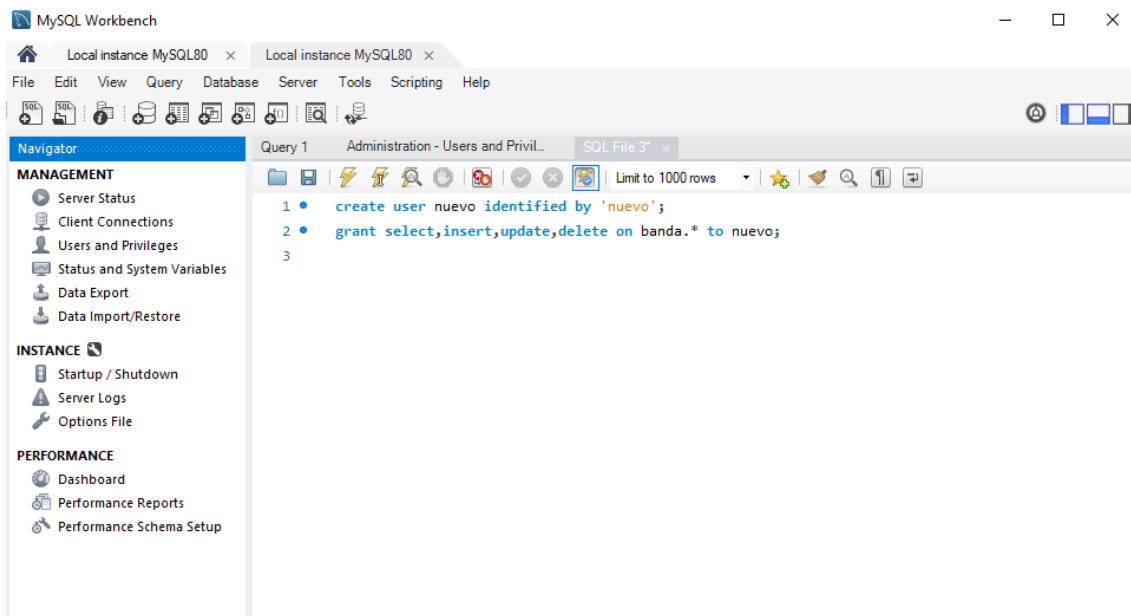 MySQL Workbench
Local instance MySQL80 Local instance MySQL80
File Edit View Query Database Server Tools Scripting Help
Navigator
Query 1 Administration - Users and Privil... SQL File 3*
MANAGEMENT
Server Status
Client Connections
Users and Privileges
Status and System Variables
Data Export
Data Import/Restore
INSTANCE
Startup / Shutdown
Server Logs
Options File
PERFORMANCE
Dashboard
Performance Reports
Performance Schema Setup
Limit to 1000 rows
1 create user nuevo identified by 'nuevo';
2 grant select,insert,update,delete on banda.* to nuevo;
3